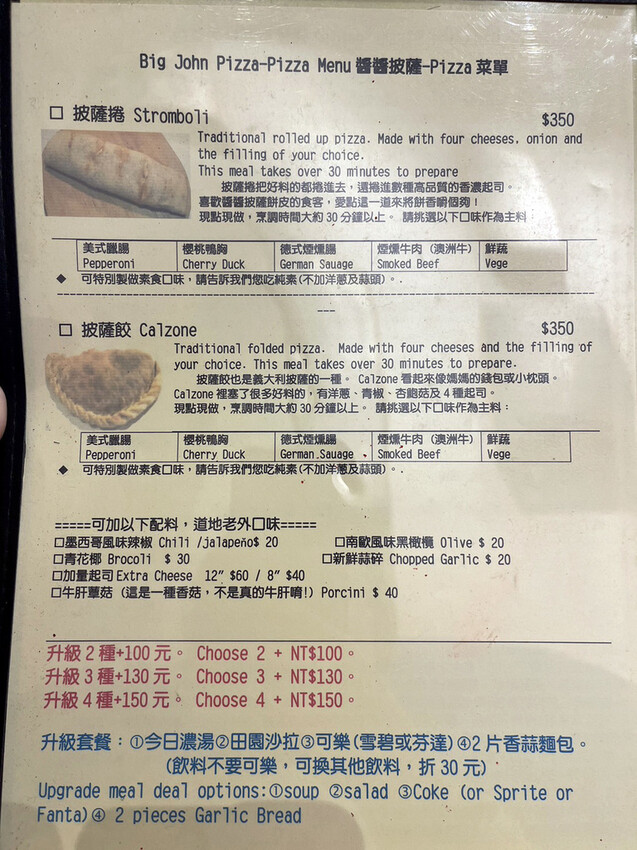 Big John Pizza-Pizza Menu 醬醬披薩-Pizza 菜單
□ 披薩捲 Stromboli $350
Traditional rolled up pizza. Made with four cheeses, onion and
the filling of your choice.
This meal takes over 30 minutes to prepare
披薩捲把好料的都捲進去，還捲進數種高品質的香濃起司。
喜歡醬醬披薩餅皮的食客，愛點這一道來將餅香嚼個夠！
現點現做，烹調時間大約 30 分鐘以上。 請挑選以下口味作為主料
美式臘腸 櫻桃鴨胸 德式煙燻腸 煙燻牛肉 (澳洲牛) 鮮蔬
Pepperoni Cherry Duck German Sauage Smoked Beef Vege
◆ 可特別製做素食口味，請告訴我們您吃純素(不加洋蔥及蒜頭)。
□ 披薩餃 Calzone $350
Traditional folded pizza. Made with four cheeses and the filling of
your choice. This meal takes over 30 minutes to prepare.
披薩餃也是義大利披薩的一種。 Calzone 看起來像媽媽的錢包或小枕頭。
Calzone 裡塞了很多好料的，有洋蔥、青椒、杏鮑菇及 4 種起司。
現點現做，烹調時間大約 30 分鐘以上。 請挑選以下口味作為主料：
美式臘腸 櫻桃鴨胸 德式煙燻腸 煙燻牛肉 (澳洲牛) 鮮蔬
Pepperoni Cherry Duck German Sauage Smoked Beef Vege
◆ 可特別製做素食口味，請告訴我們您吃純素(不加洋蔥及蒜頭)。
=====可加以下配料，道地老外口味=====
□墨西哥風味辣椒 Chili /jalapeño$ 20 □南歐風味黑橄欖 Olive $ 20
□青花椰 Brocoli $ 30 □新鮮蒜碎 Chopped Garlic $ 20
□加量起司 Extra Cheese 12" $60 / 8" $40
□牛肝蕈菇 (這是一種香菇，不是真的牛肝唷!) Porcini $ 40
升級 2 種+100 元。 Choose 2 + NT$100。
升級 3 種+130 元。 Choose 3 + NT$130。
升級 4 種+150 元。 Choose 4 + NT$150。
升級套餐：①今日濃湯②田園沙拉③可樂(雪碧或芬達)④2 片香蒜麵包。
(飲料不要可樂，可換其他飲料，折 30 元)
Upgrade meal deal options:①soup ②salad ③Coke (or Sprite or
Fanta)④ 2 pieces Garlic Bread